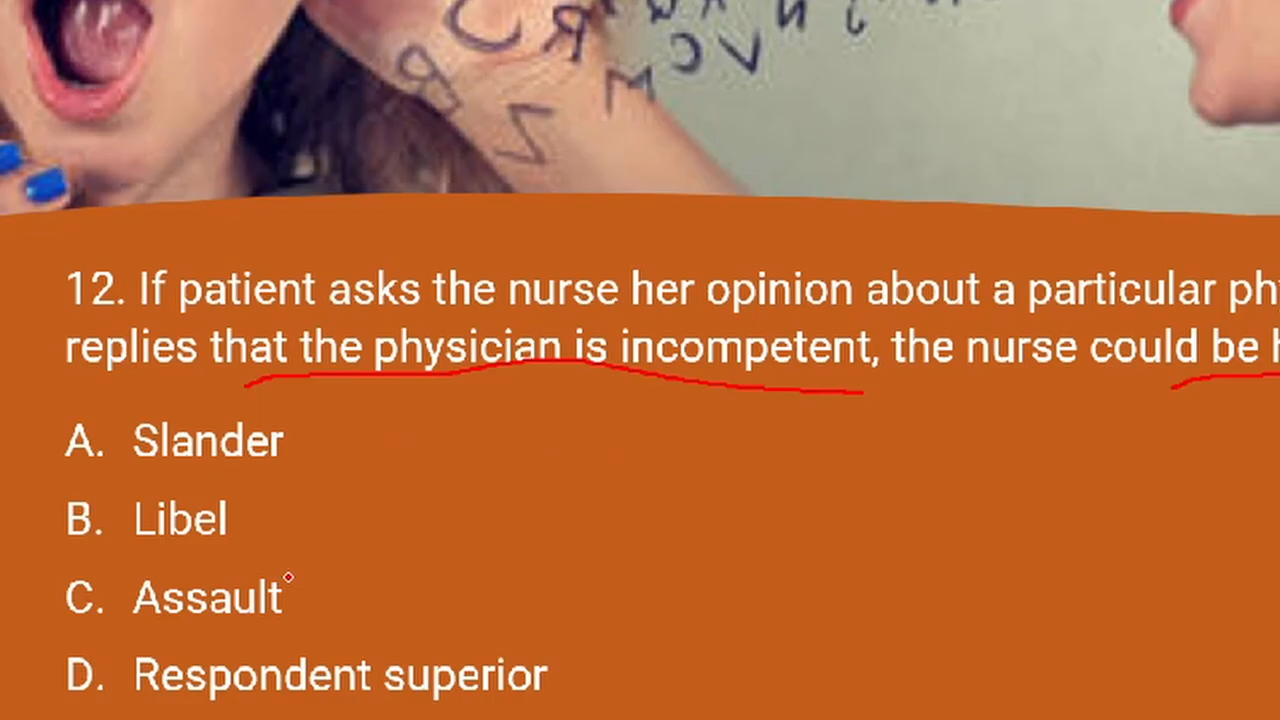 12. If patient asks the nurse her opinion about a particular
replies that the physician is incompetent, the nurse could be
A. Slander
B. Libel
C. Assault
D. Respondent superior